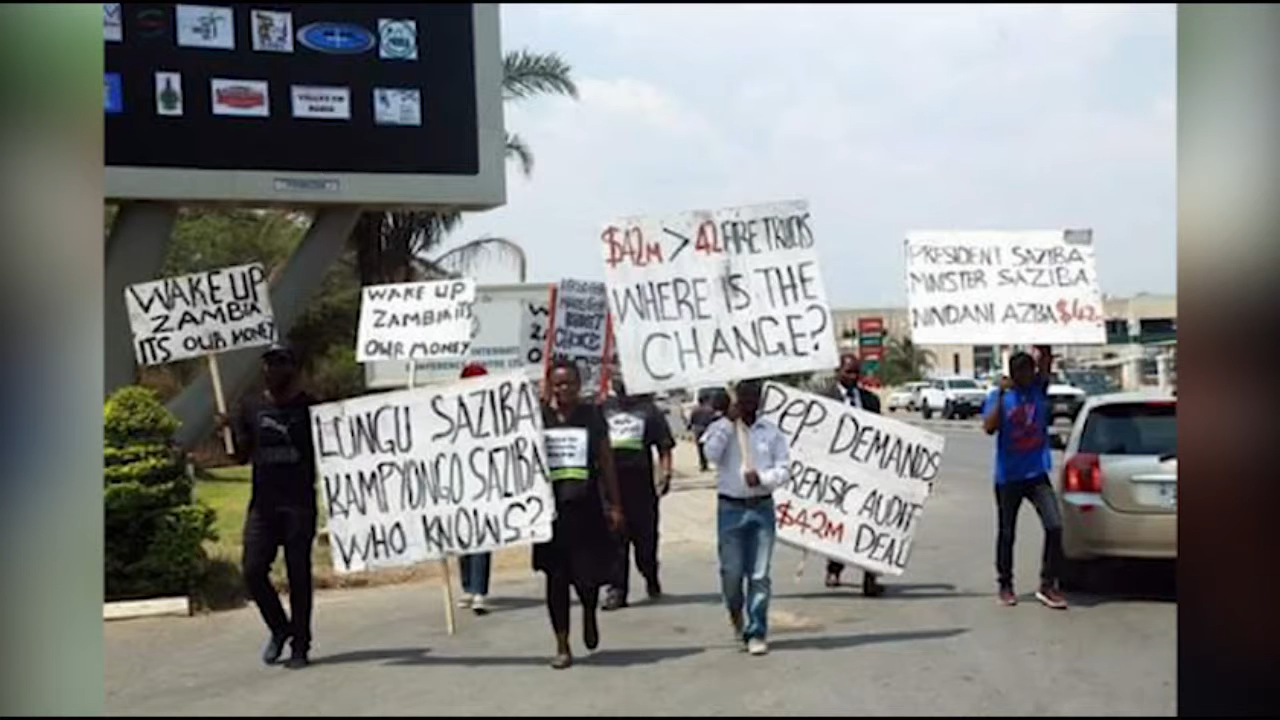 WAKE UP
ZAMBIA
ITS OUR MONEY
WAKE UP
ZAMBIA ITS
OUR MONEY
LUNGU SAZIBA
KAMPYONGO SAZIBA
WHO KNOWS?
$42M > 42 FIRE TRUCKS
WHERE IS THE
CHANGE?
DEP DEMANDS
RENSIC AUDIT
$42M DEAL
PRESIDENT SAZIBA
MINISTER SAZIBA
NINDANI AZIBA $42